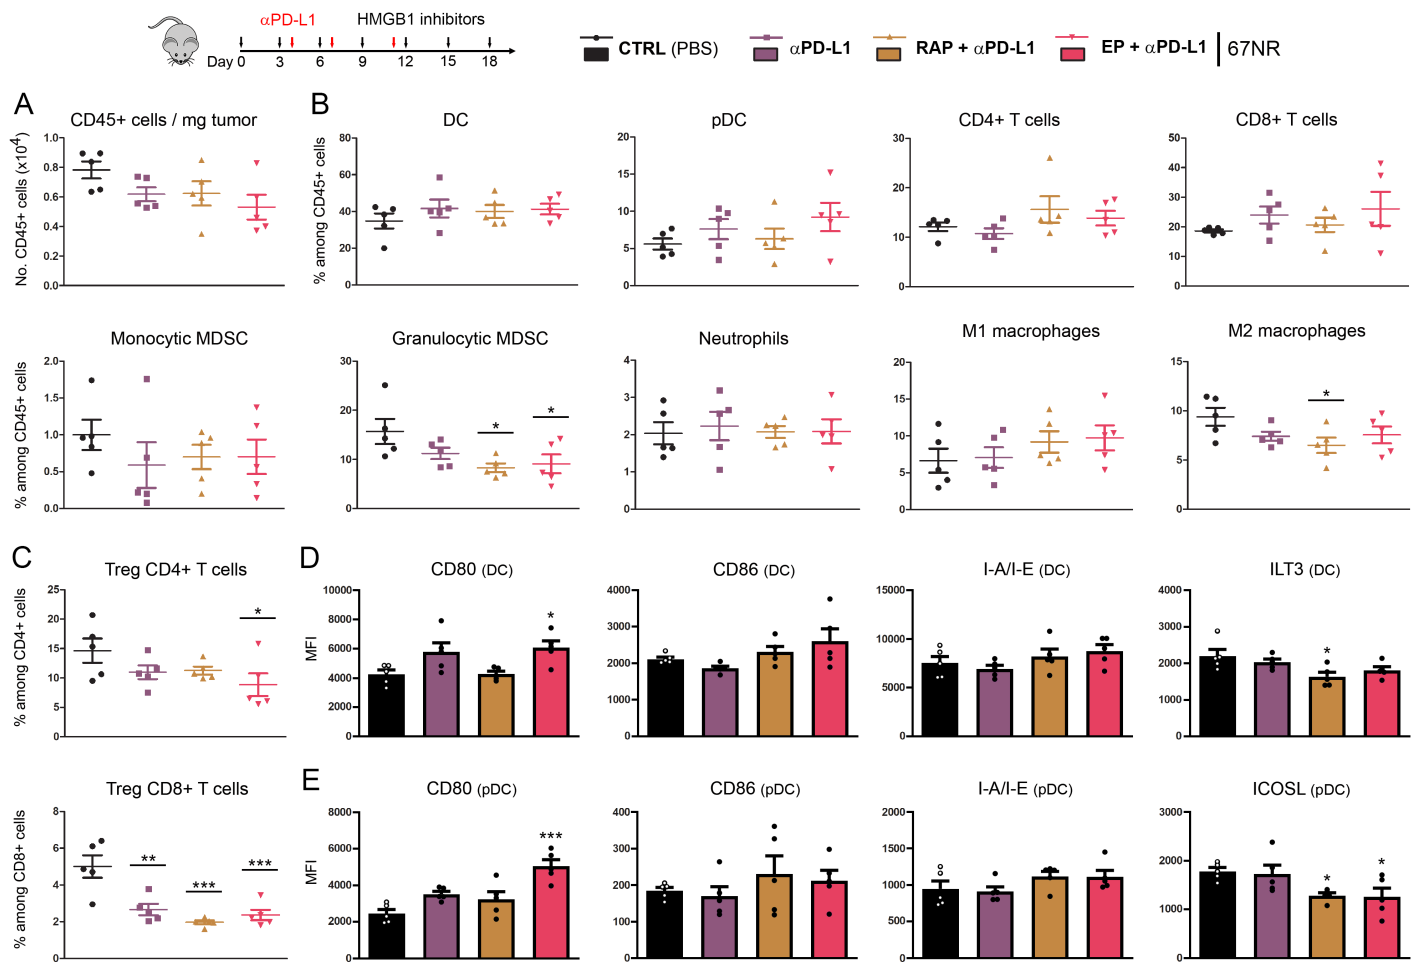 αPD-L1 HMGB1 inhibitors
Day 0 3 6 9 12 15 18
CTRL (PBS) αPD-L1 RAP + αPD-L1 EP + αPD-L1 67NR
A
CD45+ cells / mg tumor
No. CD45+ cells (x10⁴)
1.0
0.8
0.6
0.4
0.2
0.0
B
DC
% among CD45+ cells
80
60
40
20
0
pDC
20
15
10
5
0
CD4+ T cells
30
20
10
0
CD8+ T cells
50
40
30
20
10
0
Monocytic MDSC
% among CD45+ cells
2.0
1.5
1.0
0.5
0.0
Granulocytic MDSC
30
20
10
0
* *
Neutrophils
4
3
2
1
0
M1 macrophages
20
15
10
5
0
M2 macrophages
15
10
5
0
*
C
Treg CD4+ T cells
% among CD4+ cells
25
20
15
10
5
0
*
D
CD80 (DC)
MFI
10000
8000
6000
4000
2000
0
*
CD86 (DC)
4000
3000
2000
1000
0
I-A/I-E (DC)
15000
10000
5000
0
ILT3 (DC)
4000
3000
2000
1000
0
*
Treg CD8+ T cells
% among CD8+ cells
8
6
4
2
0
** *** ***
E
CD80 (pDC)
MFI
8000
6000
4000
2000
0
***
CD86 (pDC)
400
300
200
100
0
I-A/I-E (pDC)
2000
1500
1000
500
0
ICOSL (pDC)
3000
2000
1000
0
* *